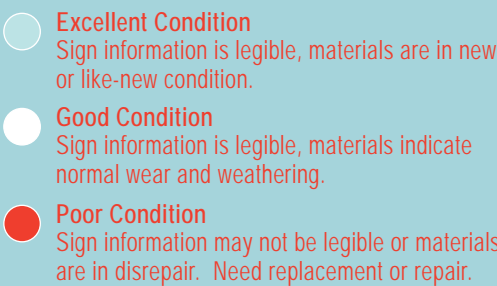 Excellent Condition
Sign information is legible, materials are in new
or like-new condition.
Good Condition
Sign information is legible, materials indicate
normal wear and weathering.
Poor Condition
Sign information may not be legible or materials
are in disrepair.  Need replacement or repair.